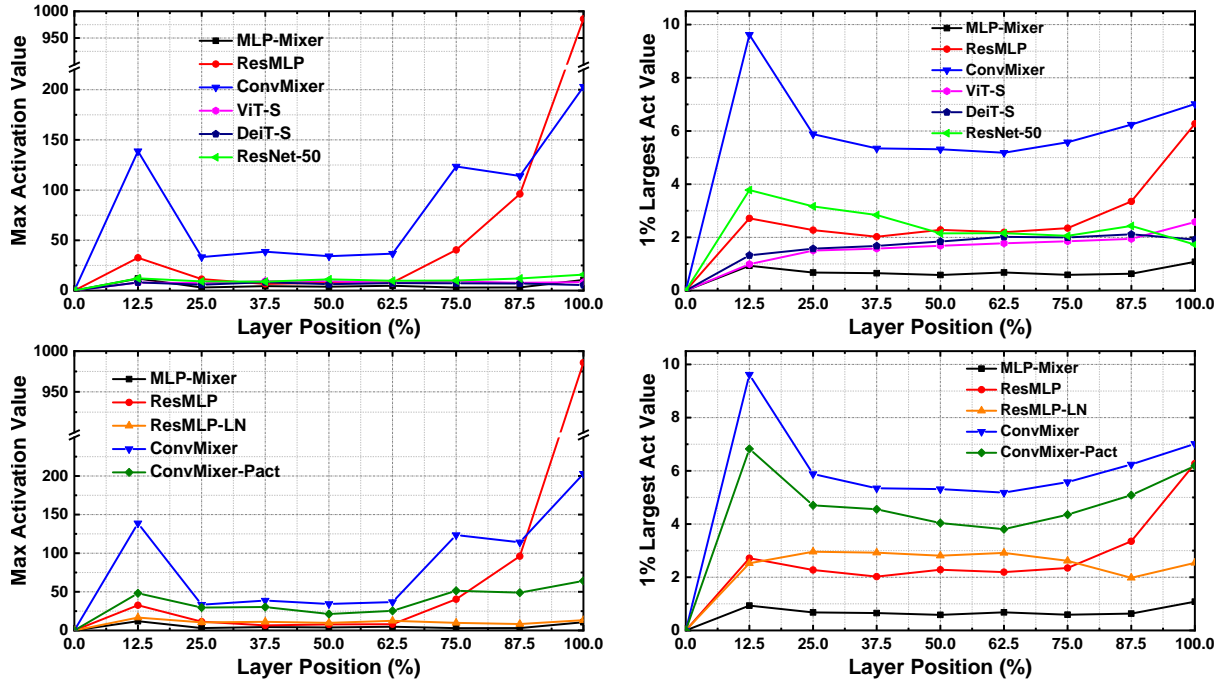 1000
950
200
150
100
50
0
Max Activation Value
MLP-Mixer
ResMLP
ConvMixer
ViT-S
DeiT-S
ResNet-50
0.0 12.5 25.0 37.5 50.0 62.5 75.0 87.5 100.0
Layer Position (%)
10
8
6
4
2
0
1% Largest Act Value
MLP-Mixer
ResMLP
ConvMixer
ViT-S
DeiT-S
ResNet-50
0.0 12.5 25.0 37.5 50.0 62.5 75.0 87.5 100.0
Layer Position (%)
1000
950
200
150
100
50
0
Max Activation Value
MLP-Mixer
ResMLP
ResMLP-LN
ConvMixer
ConvMixer-Pact
0.0 12.5 25.0 37.5 50.0 62.5 75.0 87.5 100.0
Layer Position (%)
10
8
6
4
2
0
1% Largest Act Value
MLP-Mixer
ResMLP
ResMLP-LN
ConvMixer
ConvMixer-Pact
0.0 12.5 25.0 37.5 50.0 62.5 75.0 87.5 100.0
Layer Position (%)